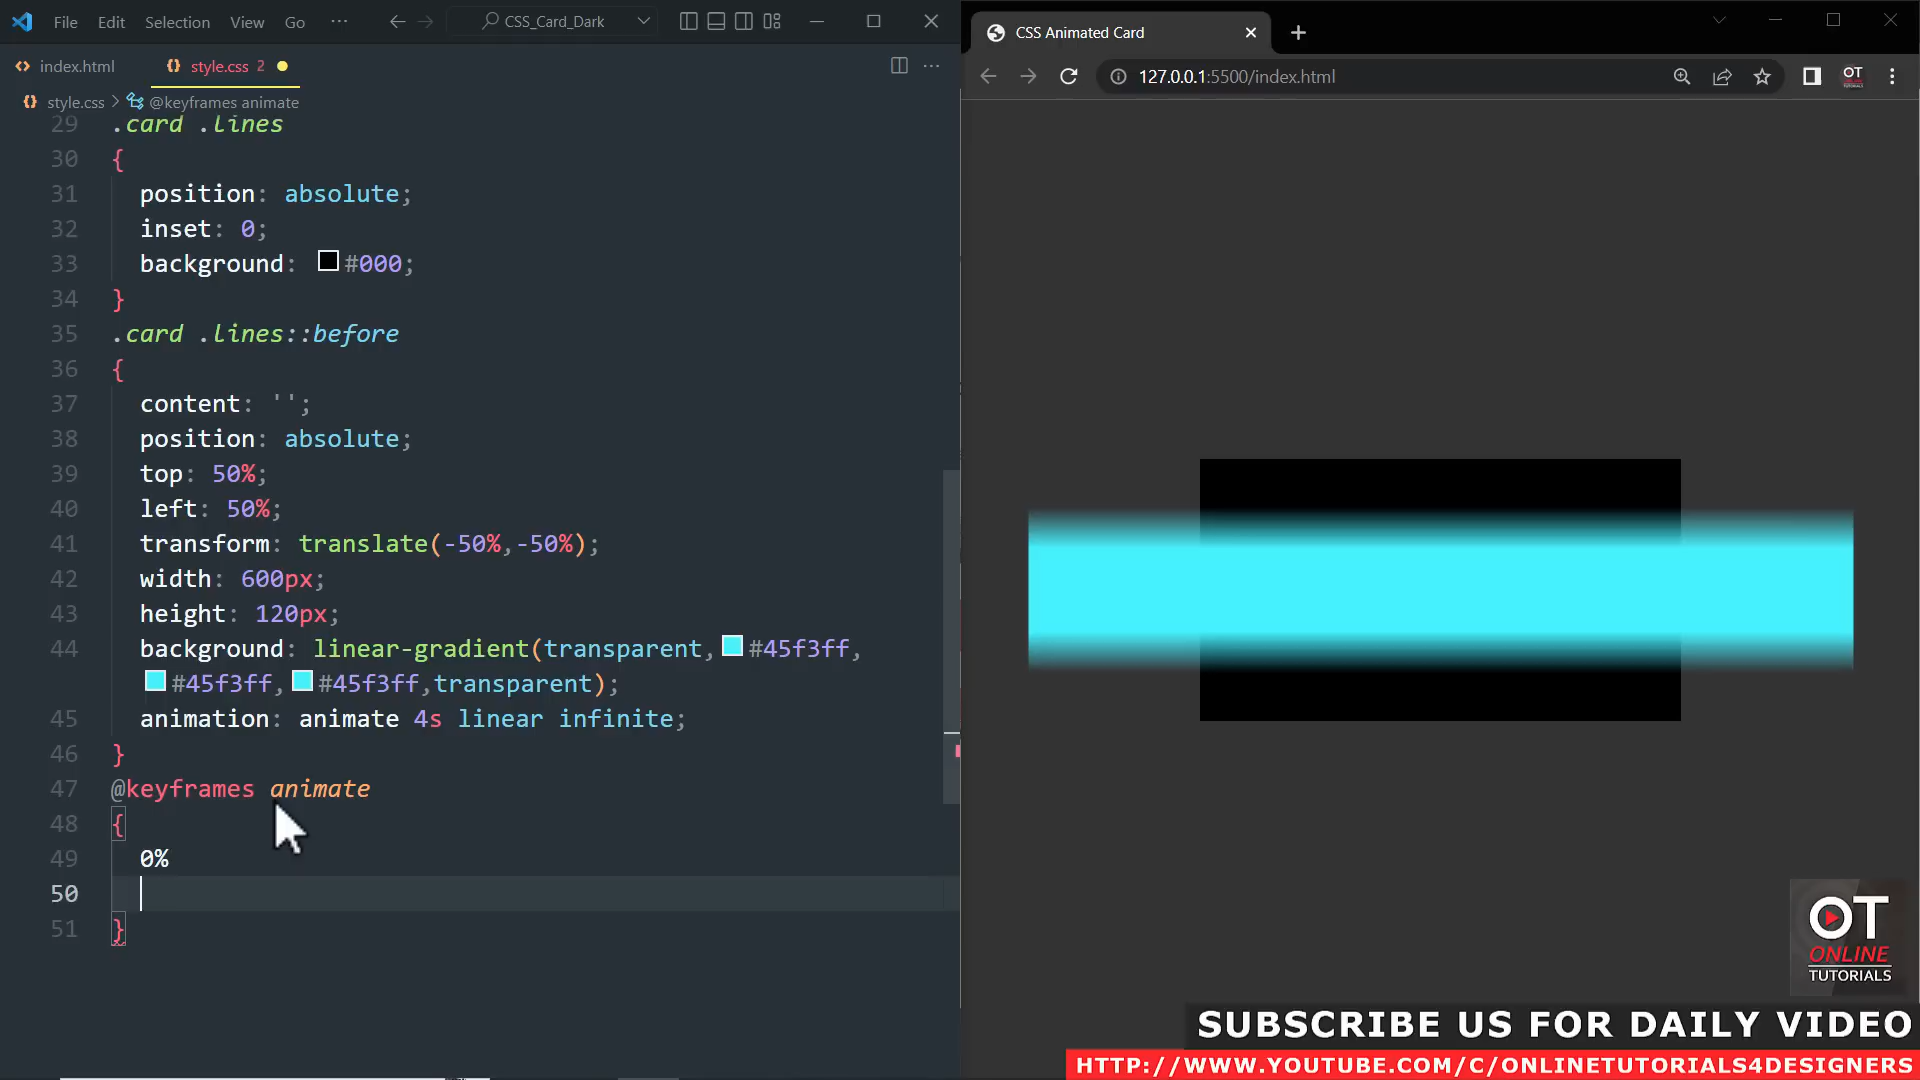 File Edit Selection View Go ··· CSS_Card_Dark
index.html style.css 2
style.css > @keyframes animate
29 .card .lines
30 {
31 position: absolute;
32 inset: 0;
33 background: #000;
34 }
35 .card .lines::before
36 {
37 content: '';
38 position: absolute;
39 top: 50%;
40 left: 50%;
41 transform: translate(-50%,-50%);
42 width: 600px;
43 height: 120px;
44 background: linear-gradient(transparent,#45f3ff,
#45f3ff,#45f3ff,transparent);
45 animation: animate 4s linear infinite;
46 }
47 @keyframes animate
48 {
49 0%
50
51 }
CSS Animated Card
127.0.0.1:5500/index.html
OT
ONLINE
TUTORIALS
SUBSCRIBE US FOR DAILY VIDEO
HTTP://WWW.YOUTUBE.COM/C/ONLINETUTORIALS4DESIGNERS